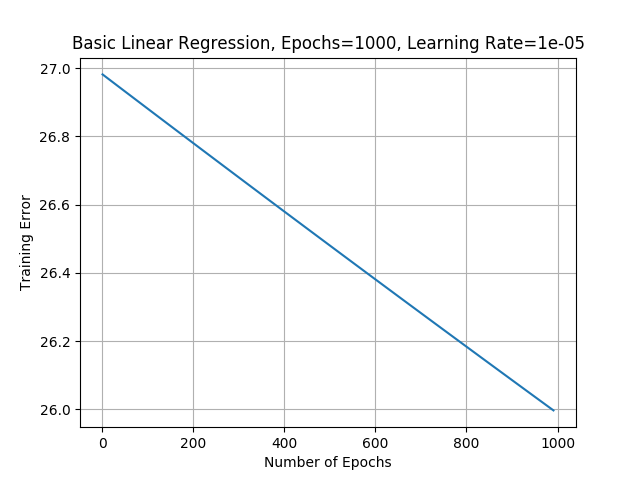 Basic Linear Regression, Epochs=1000, Learning Rate=1e-05
27.0
26.8
26.6
26.4
26.2
26.0
Training Error
0 200 400 600 800 1000
Number of Epochs